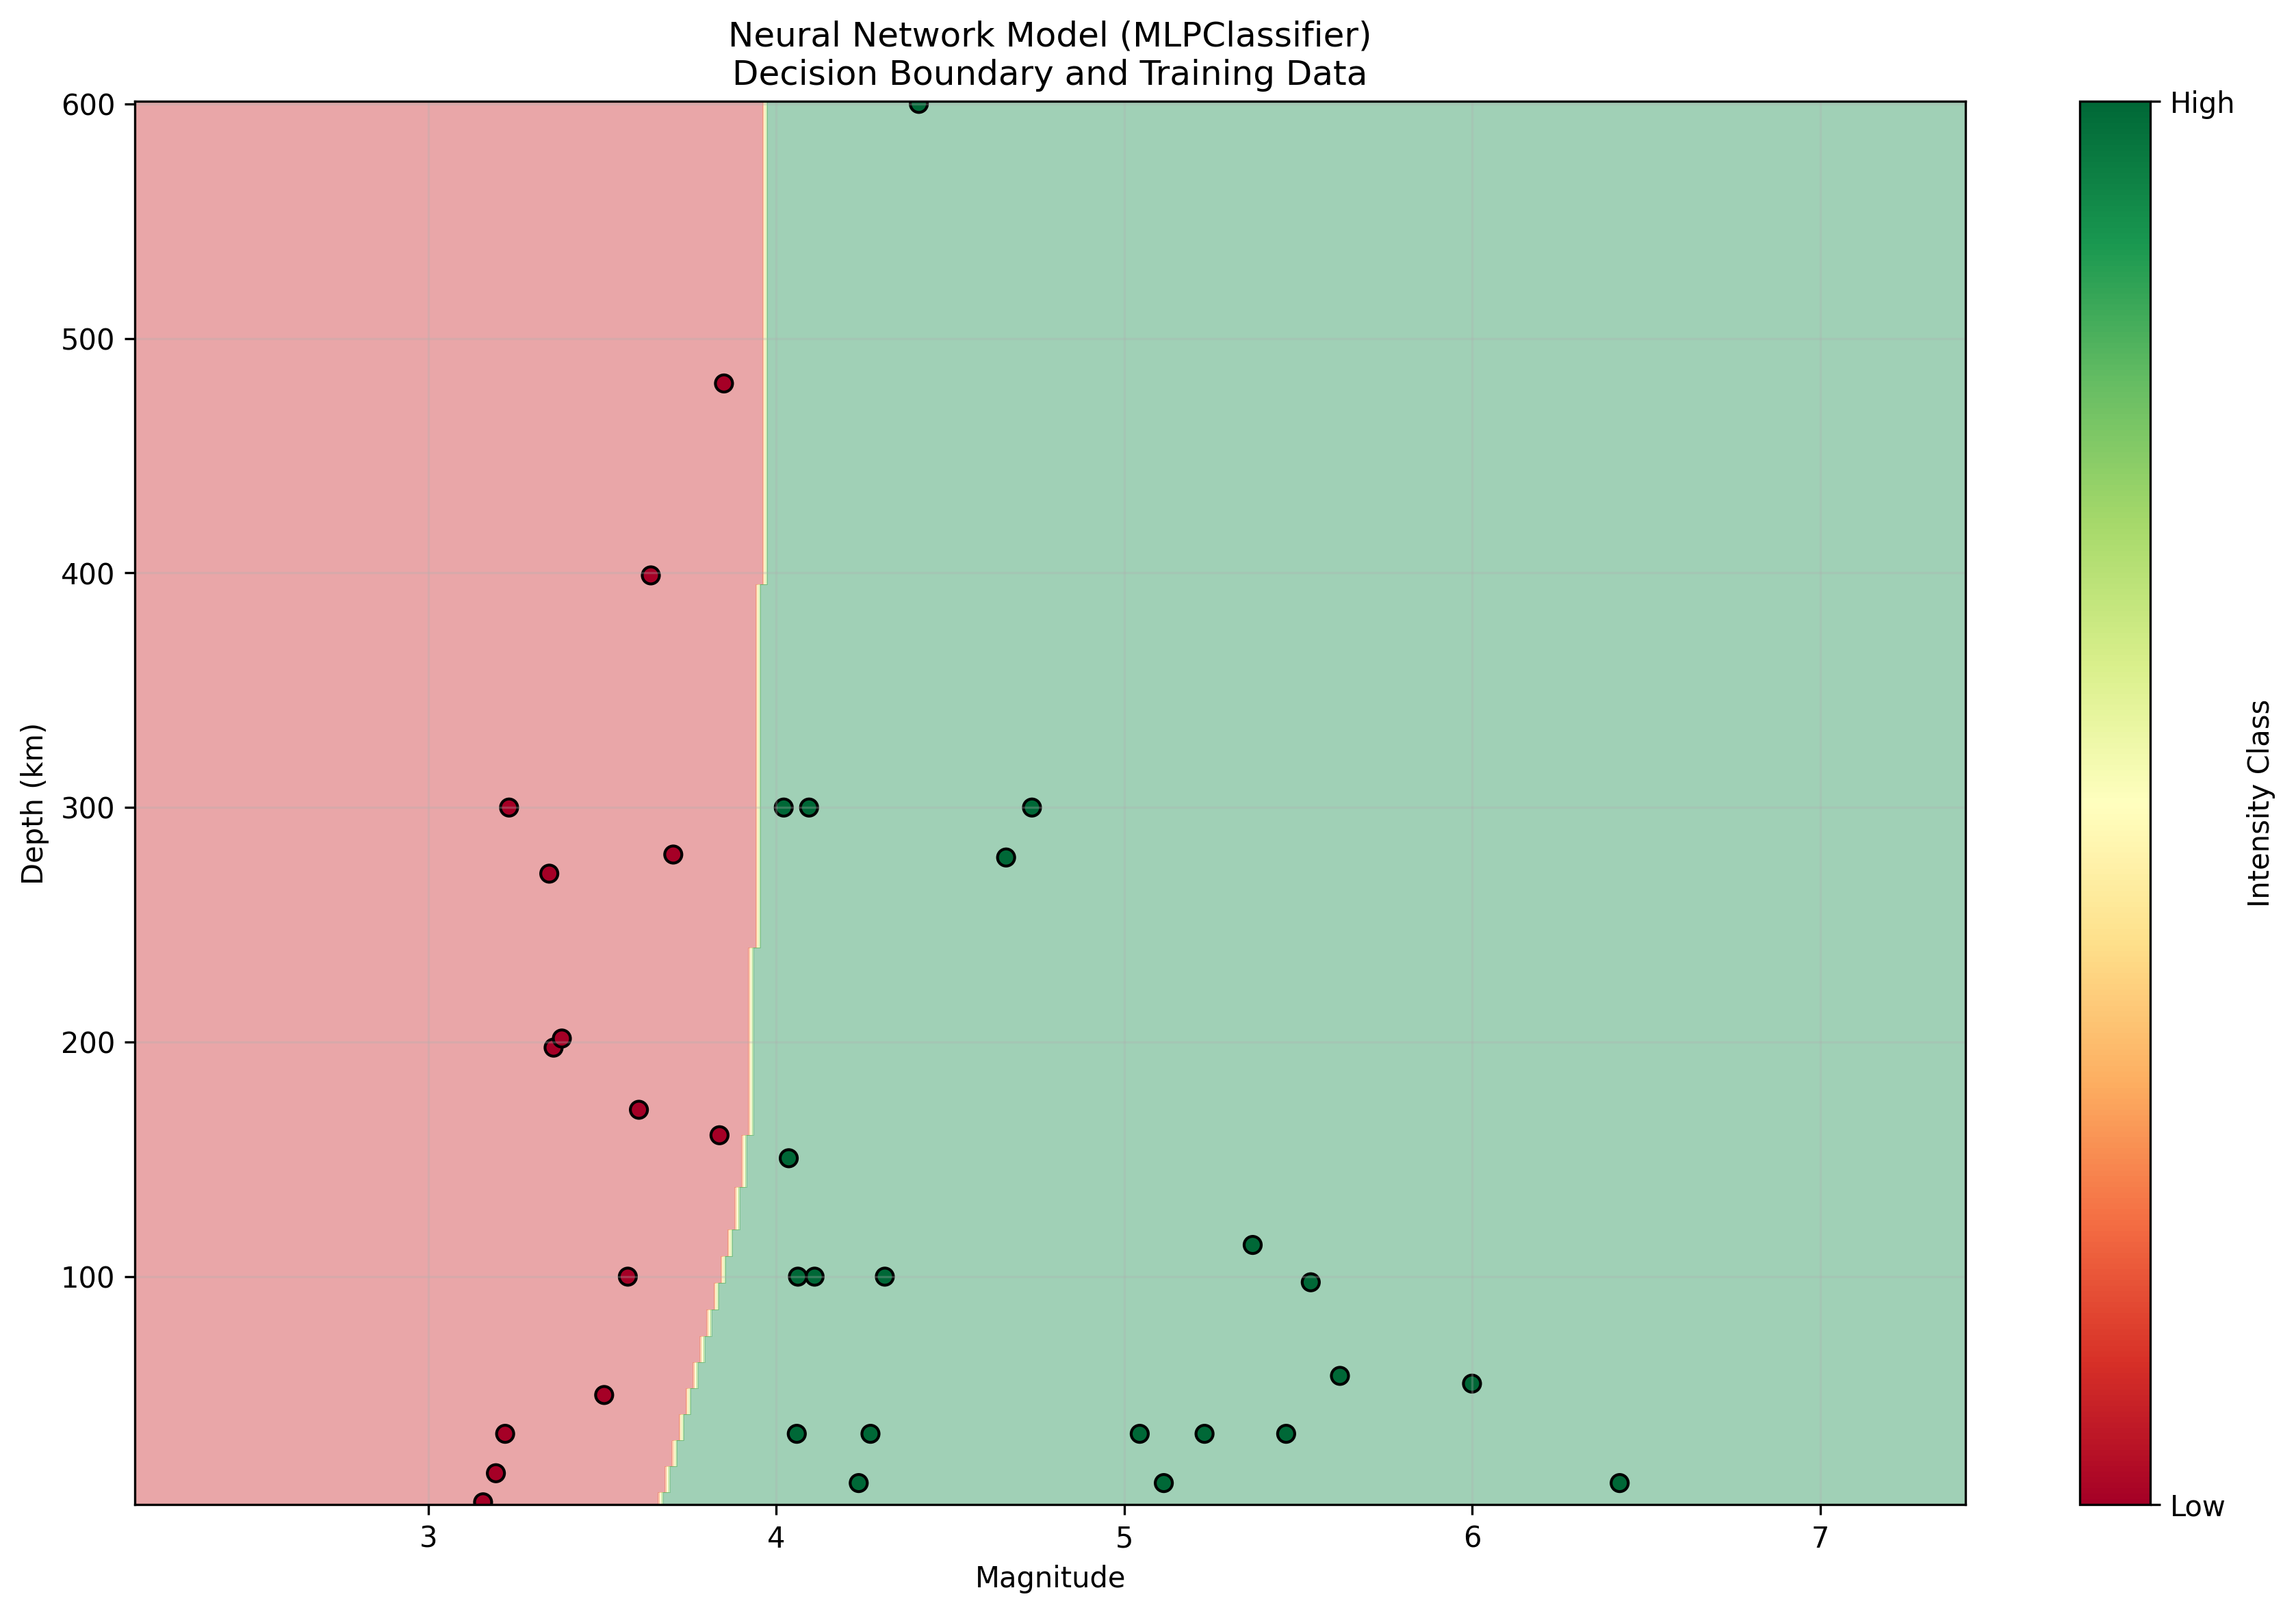 Neural Network Model (MLPClassifier)
Decision Boundary and Training Data
600
500
400
300
200
100
Depth (km)
3
4
5
6
7
Magnitude
High
Low
Intensity Class